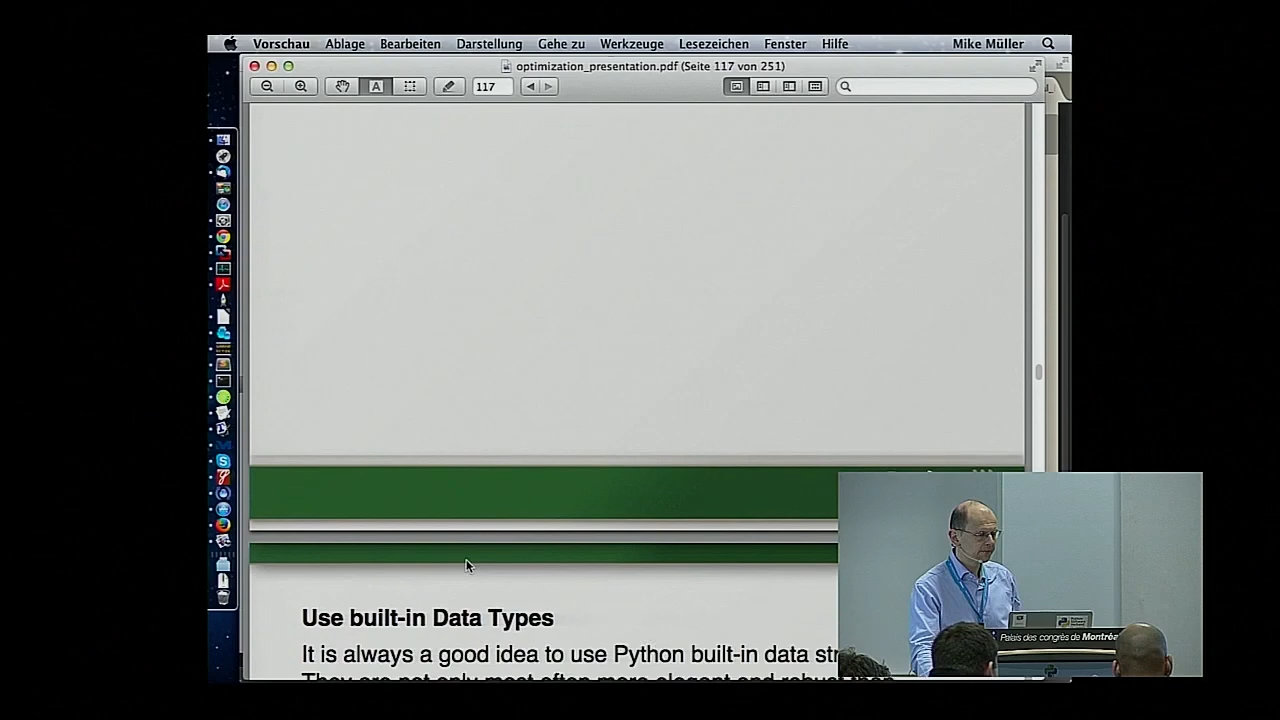 Vorschau Ablage Bearbeiten Darstellung Gehe zu Werkzeuge Lesezeichen Fenster Hilfe Mike Müller
optimization_presentation.pdf (Seite 117 von 251)
A 117
Use built-in Data Types
It is always a good idea to use Python built-in data str
Palais des congrès de Montréa